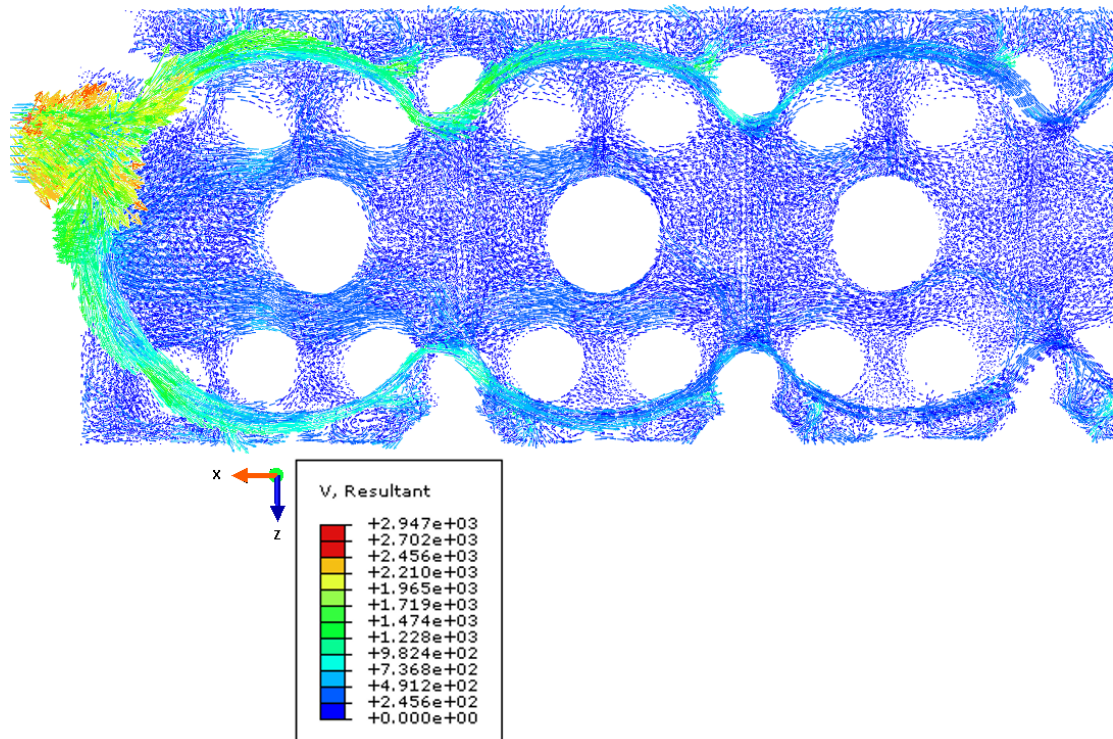 x
z
V, Resultant
+2.947e+03
+2.702e+03
+2.456e+03
+2.210e+03
+1.965e+03
+1.719e+03
+1.474e+03
+1.228e+03
+9.824e+02
+7.368e+02
+4.912e+02
+2.456e+02
+0.000e+00